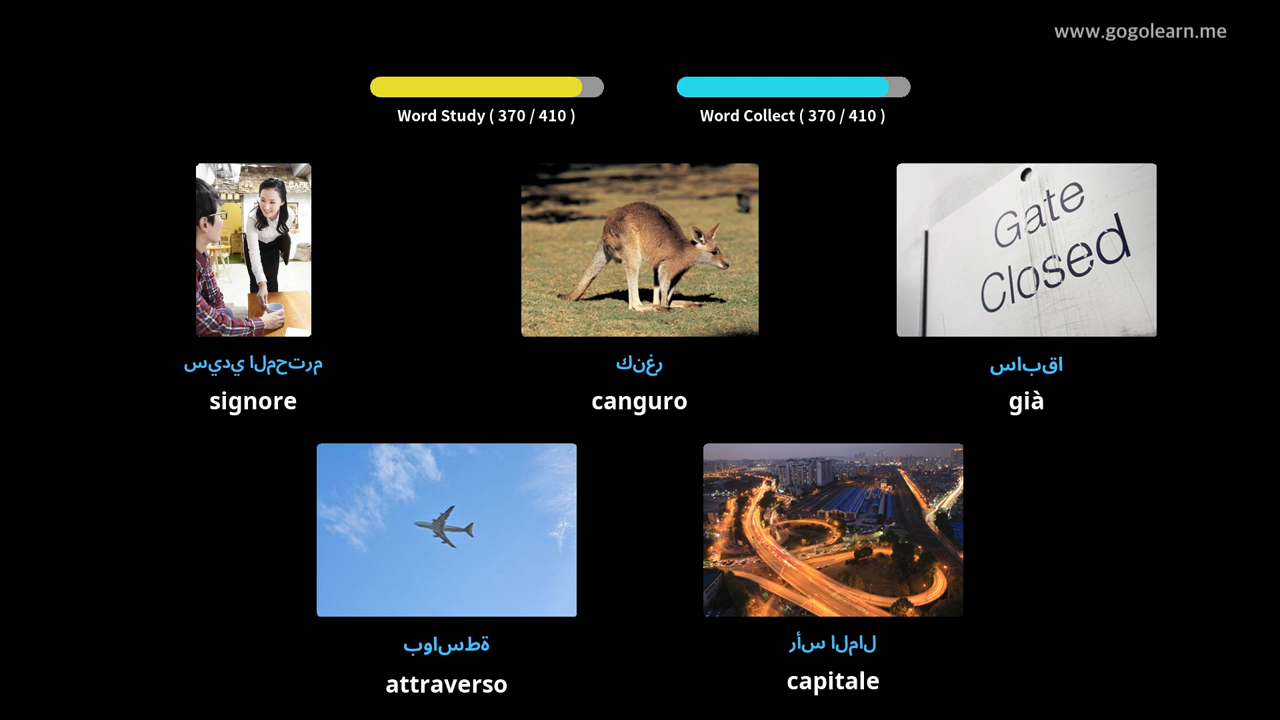 www.gogolearn.me
Word Study ( 370 / 410 )
Word Collect ( 370 / 410 )
Gate
Closed
سيدي المحترم
كنغر
سابقا
signore
canguro
già
بواسطة
رأس المال
attraverso
capitale